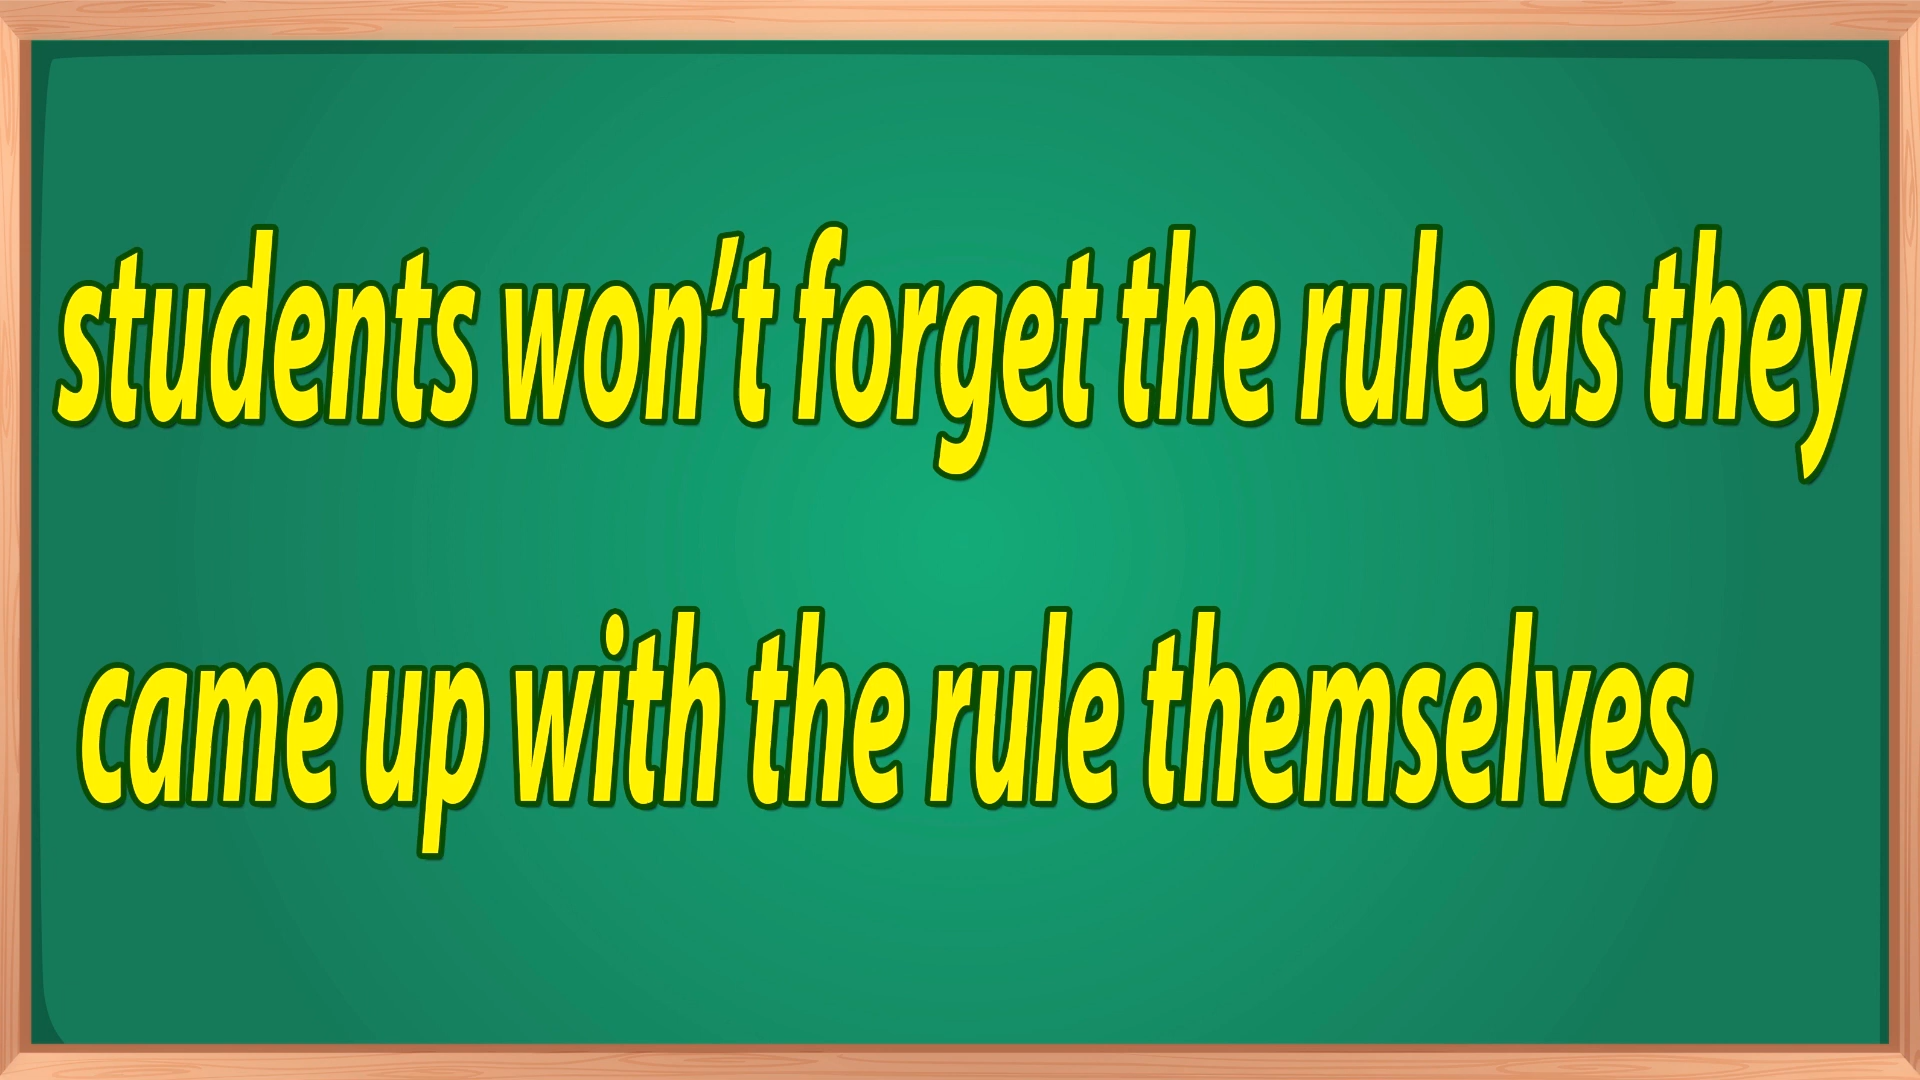 students won’t forget the rule as they
came up with the rule themselves.